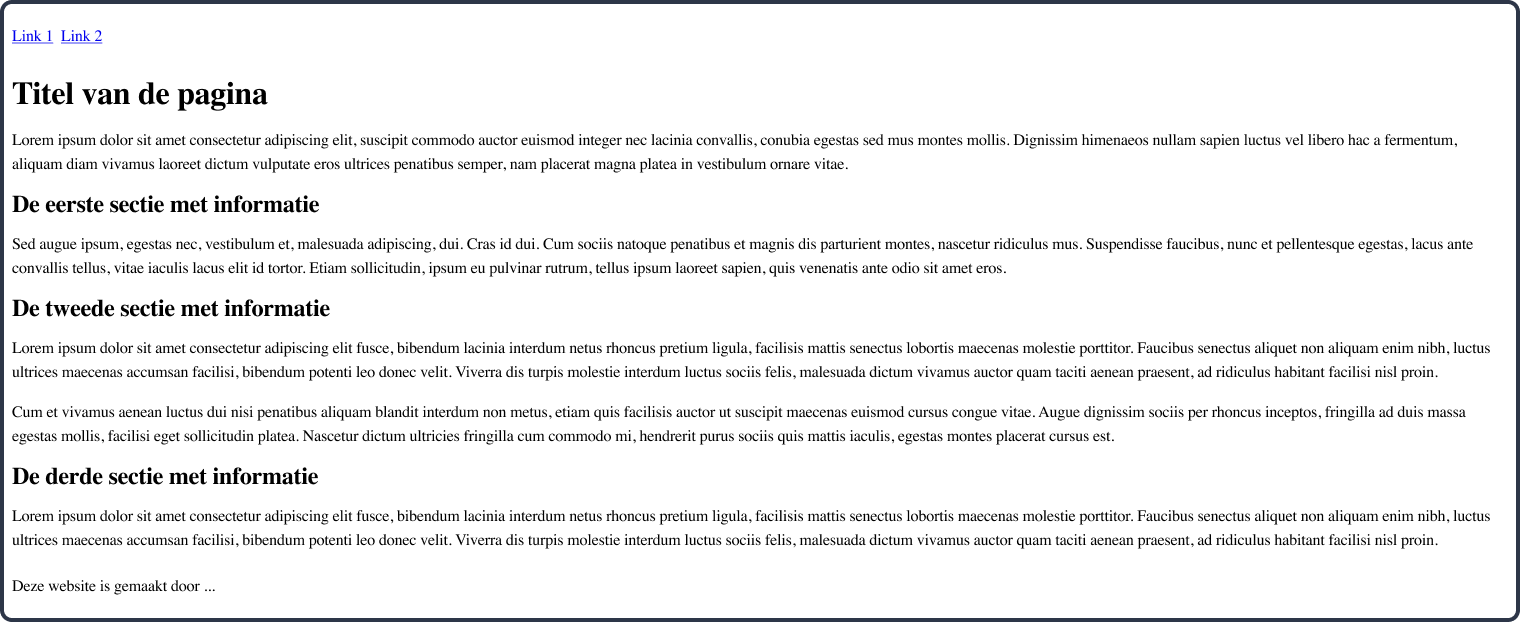 Link 1 Link 2
Titel van de pagina
Lorem ipsum dolor sit amet consectetur adipiscing elit, suscipit commodo auctor euismod integer nec lacinia convallis, conubia egestas sed mus montes mollis. Dignissim himenaeos nullam sapien luctus vel libero hac a fermentum,
aliquam diam vivamus laoreet dictum vulputate eros ultrices penatibus semper, nam placerat magna platea in vestibulum ornare vitae.
De eerste sectie met informatie
Sed augue ipsum, egestas nec, vestibulum et, malesuada adipiscing, dui. Cras id dui. Cum sociis natoque penatibus et magnis dis parturient montes, nascetur ridiculus mus. Suspendisse faucibus, nunc et pellentesque egestas, lacus ante
convallis tellus, vitae iaculis lacus elit id tortor. Etiam sollicitudin, ipsum eu pulvinar rutrum, tellus ipsum laoreet sapien, quis venenatis ante odio sit amet eros.
De tweede sectie met informatie
Lorem ipsum dolor sit amet consectetur adipiscing elit fusce, bibendum lacinia interdum netus rhoncus pretium ligula, facilisis mattis senectus lobortis maecenas molestie porttitor. Faucibus senectus aliquet non aliquam enim nibh, luctus
ultrices maecenas accumsan facilisi, bibendum potenti leo donec velit. Viverra dis turpis molestie interdum luctus sociis felis, malesuada dictum vivamus auctor quam taciti aenean praesent, ad ridiculus habitant facilisi nisl proin.
Cum et vivamus aenean luctus dui nisi penatibus aliquam blandit interdum non metus, etiam quis facilisis auctor ut suscipit maecenas euismod cursus congue vitae. Augue dignissim sociis per rhoncus inceptos, fringilla ad duis massa
egestas mollis, facilisi eget sollicitudin platea. Nascetur dictum ultricies fringilla cum commodo mi, hendrerit purus sociis quis mattis iaculis, egestas montes placerat cursus est.
De derde sectie met informatie
Lorem ipsum dolor sit amet consectetur adipiscing elit fusce, bibendum lacinia interdum netus rhoncus pretium ligula, facilisis mattis senectus lobortis maecenas molestie porttitor. Faucibus senectus aliquet non aliquam enim nibh, luctus
ultrices maecenas accumsan facilisi, bibendum potenti leo donec velit. Viverra dis turpis molestie interdum luctus sociis felis, malesuada dictum vivamus auctor quam taciti aenean praesent, ad ridiculus habitant facilisi nisl proin.
Deze website is gemaakt door ...